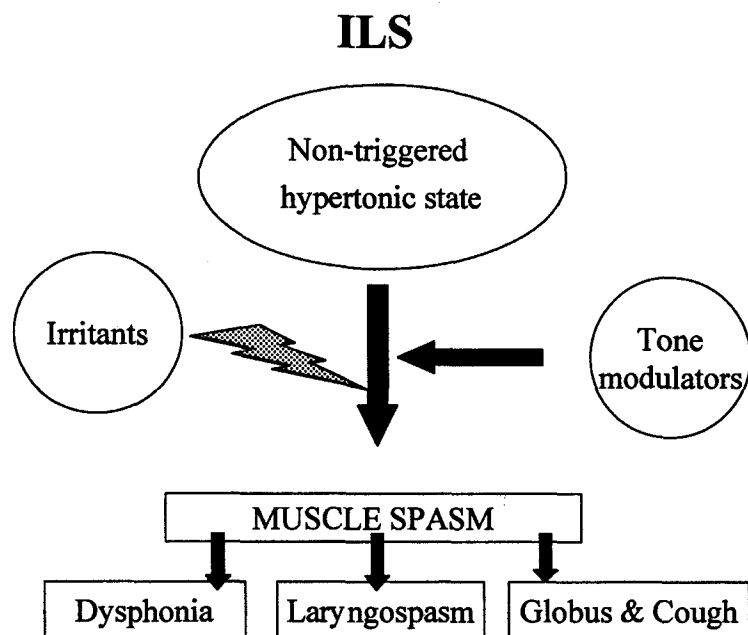 ILS
Non-triggered
hypertonic state
Irritants
Tone
modulators
MUSCLE SPASM
Dysphonia
Laryngospasm
Globus & Cough